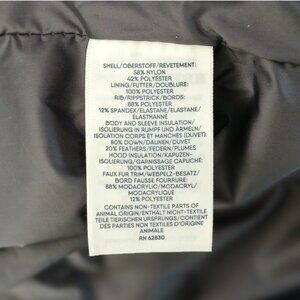 SHELL/OBERSTOFF/REVETEMENT:
58% NYLON
42% POLYESTER
LINING/FUTTER/DOUBLURE:
100% POLYESTER
RIB/RIPPSTRICK/BORDS:
88% POLYESTER
12% SPANDEX/ELASTANE/ELASTANE/
ELASTHANNE
BODY AND SLEEVE INSULATION/
ISOLIERUNG IN RUMPF UND ÄRMELN/
ISOLATION CORPS ET MANCHES (DUVET):
80% DOWN/DAUNEN/DUVET
20% FEATHERS/FEDERN/PLUMES
HOOD INSULATION/KAPUZEN-
ISOLIERUNG/GARNISSAGE CAPUCHE:
100% POLYESTER
FAUX FUR TRIM/WEBPELZ-BESATZ/
BORD FAUSSE FOURRURE:
88% MODACRYLIC/MODACRYL/
MODACRYLIQUE
12% POLYESTER
CONTAINS NON-TEXTILE PARTS OF
ANIMAL ORIGIN/ENTHÄLT NICHT-TEXTILE
TEILE TIERISCHEN URSPRUNGS/CONTIENT
DES PARTIES NON TEXTILES D'ORIGINE
ANIMALE
RN 62830